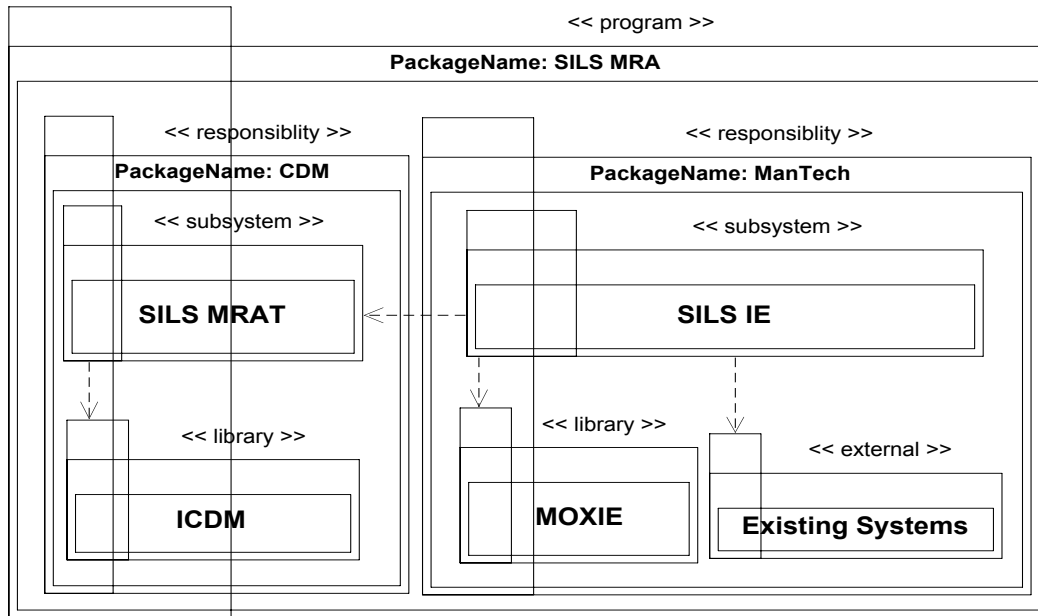 << program >>
PackageName: SILS MRA
<< responsiblity >>
PackageName: CDM
<< subsystem >>
SILS MRAT
<< library >>
ICDM
<< responsiblity >>
PackageName: ManTech
<< subsystem >>
SILS IE
<< library >>
MOXIE
<< external >>
Existing Systems